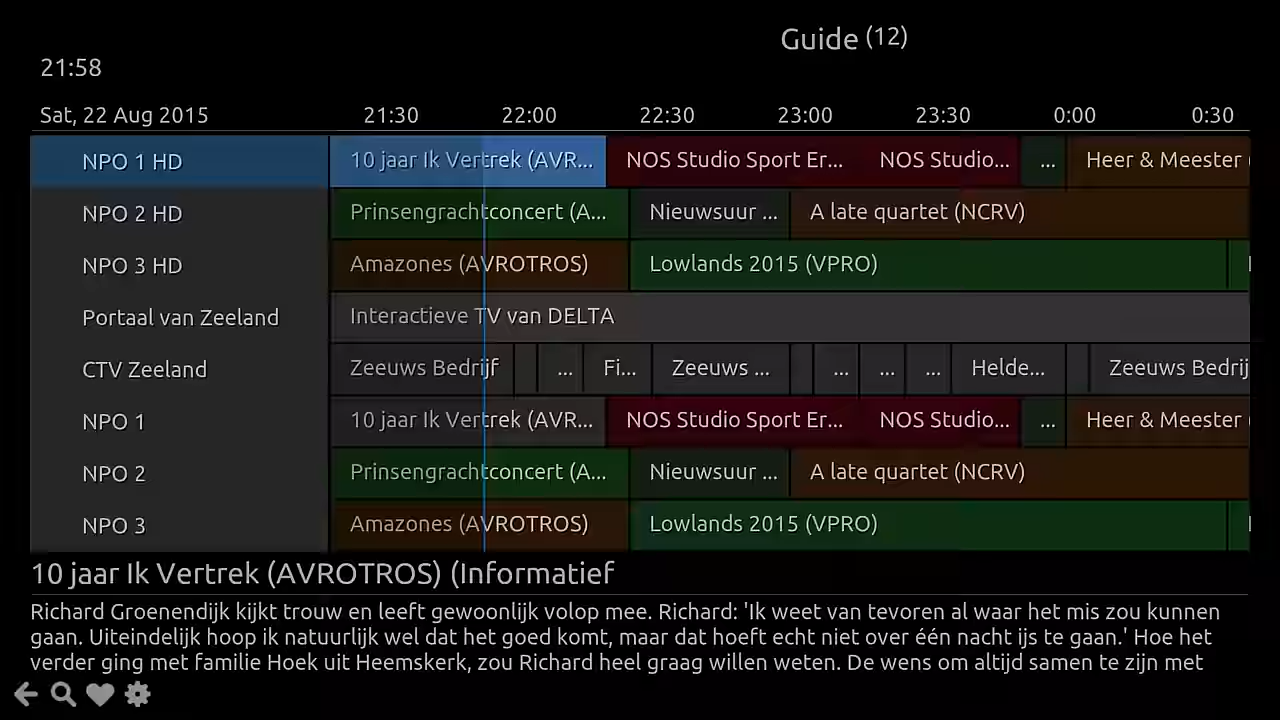 Guide (12)
21:58
Sat, 22 Aug 2015 21:30 22:00 22:30 23:00 23:30 0:00 0:30
NPO 1 HD 10 jaar Ik Vertrek (AVR... NOS Studio Sport Er... NOS Studio... ... Heer & Meester
NPO 2 HD Prinsengrachtconcert (A... Nieuwsuur ... A late quartet (NCRV)
NPO 3 HD Amazones (AVROTROS) Lowlands 2015 (VPRO)
Portaal van Zeeland Interactieve TV van DELTA
CTV Zeeland Zeeuws Bedrijf ... Fi... Zeeuws ... ... ... ... Helde... Zeeuws Bedrij
NPO 1 10 jaar Ik Vertrek (AVR... NOS Studio Sport Er... NOS Studio... ... Heer & Meester
NPO 2 Prinsengrachtconcert (A... Nieuwsuur ... A late quartet (NCRV)
NPO 3 Amazones (AVROTROS) Lowlands 2015 (VPRO)
10 jaar Ik Vertrek (AVROTROS) (Informatief
Richard Groenendijk kijkt trouw en leeft gewoonlijk volop mee. Richard: 'Ik weet van tevoren al waar het mis zou kunnen
gaan. Uiteindelijk hoop ik natuurlijk wel dat het goed komt, maar dat hoeft echt niet over één nacht ijs te gaan.' Hoe het
verder ging met familie Hoek uit Heemskerk, zou Richard heel graag willen weten. De wens om altijd samen te zijn met